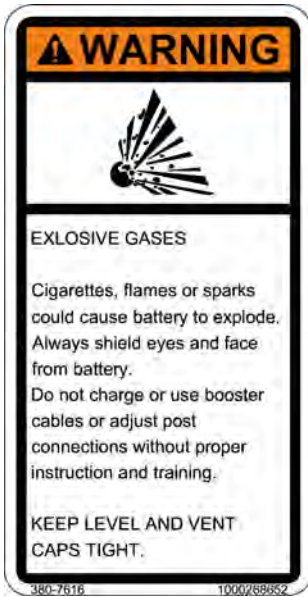 WARNING
EXLOSIVE GASES
Cigarettes, flames or sparks
could cause battery to explode.
Always shield eyes and face
from battery.
Do not charge or use booster
cables or adjust post
connections without proper
instruction and training.
KEEP LEVEL AND VENT
CAPS TIGHT.
380-7616 1000268652